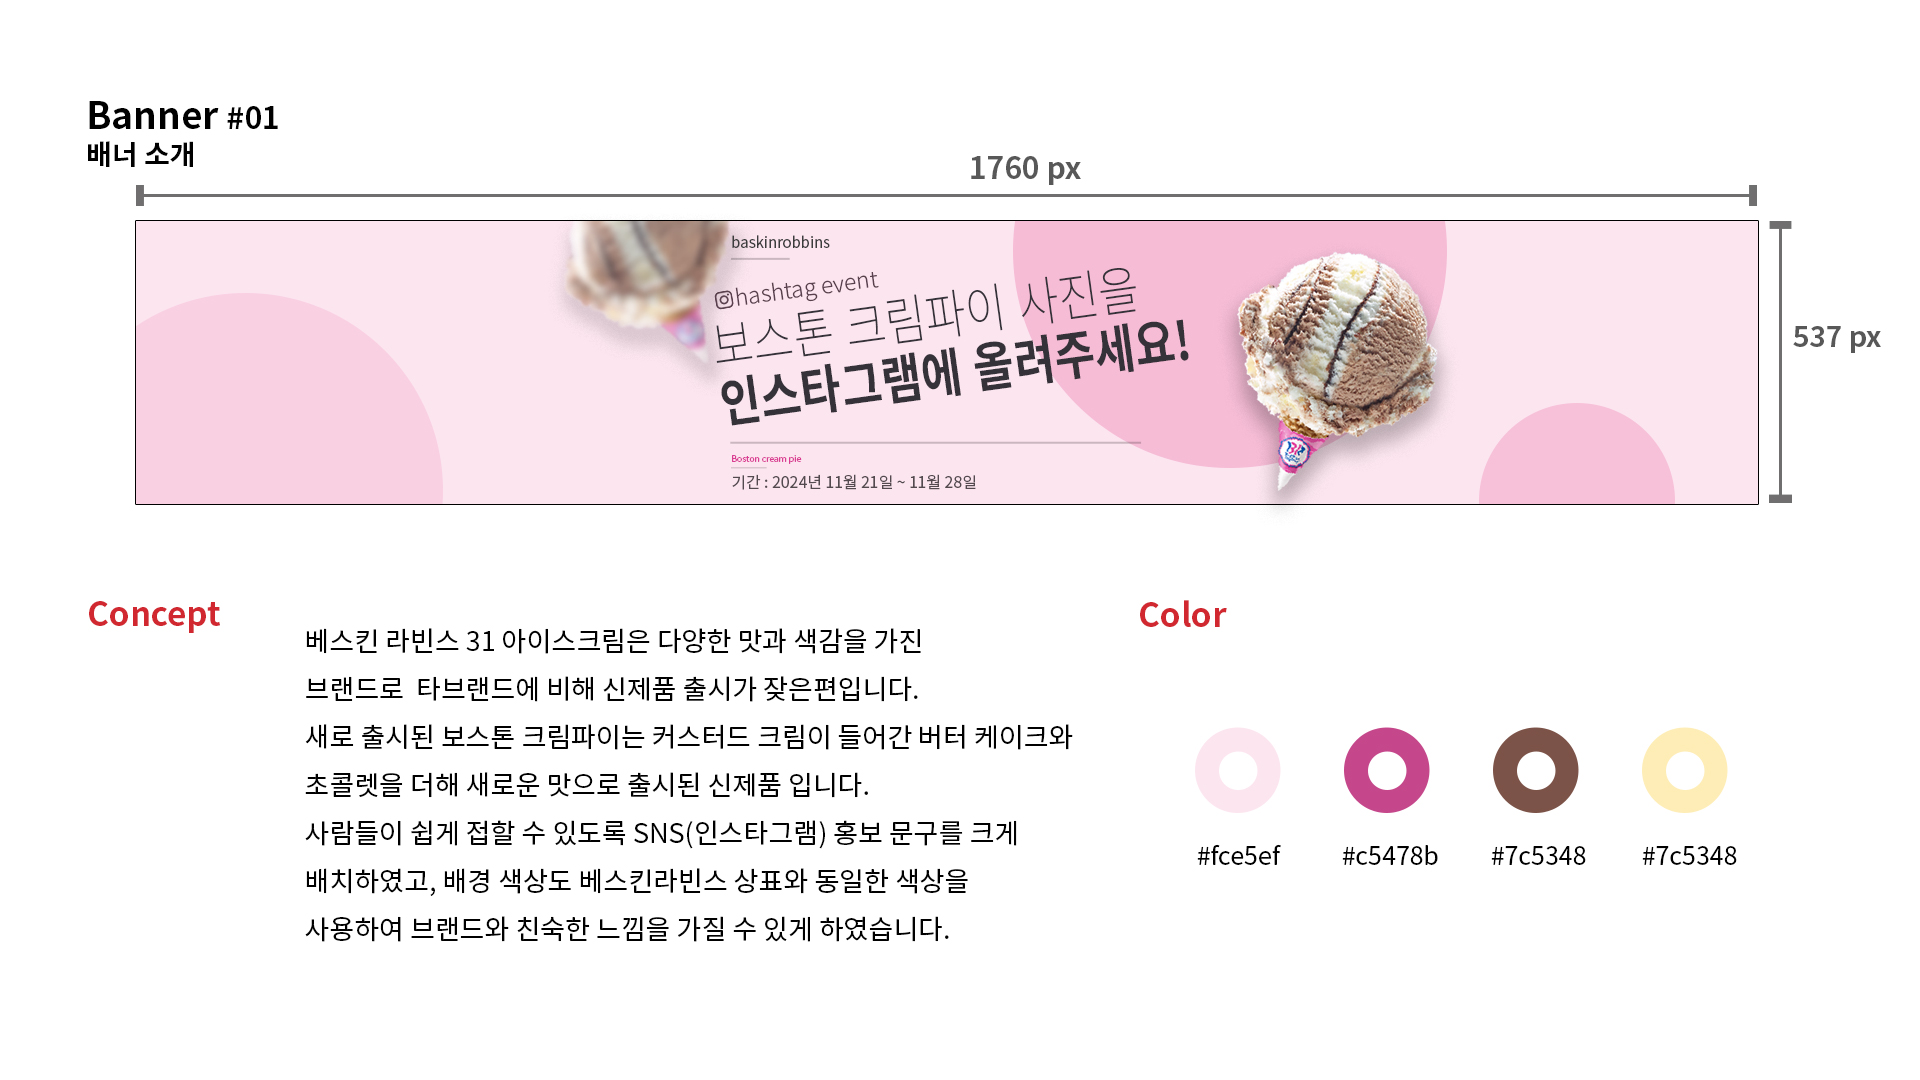 Banner #01
배너 소개
1760 px
537 px
baskinrobbins
hashtag event
보스톤 크림파이 사진을
인스타그램에 올려주세요!
BR
Boston cream pie
기간 : 2024년 11월 21일 ~ 11월 28일
Concept
베스킨 라빈스 31 아이스크림은 다양한 맛과 색감을 가진
브랜드로 타브랜드에 비해 신제품 출시가 잦은편입니다.
새로 출시된 보스톤 크림파이는 커스터드 크림이 들어간 버터 케이크와
초콜렛을 더해 새로운 맛으로 출시된 신제품 입니다.
사람들이 쉽게 접할 수 있도록 SNS(인스타그램) 홍보 문구를 크게
배치하였고, 배경 색상도 베스킨라빈스 상표와 동일한 색상을
사용하여 브랜드와 친숙한 느낌을 가질 수 있게 하였습니다.
Color
#fce5ef
#c5478b
#7c5348
#7c5348